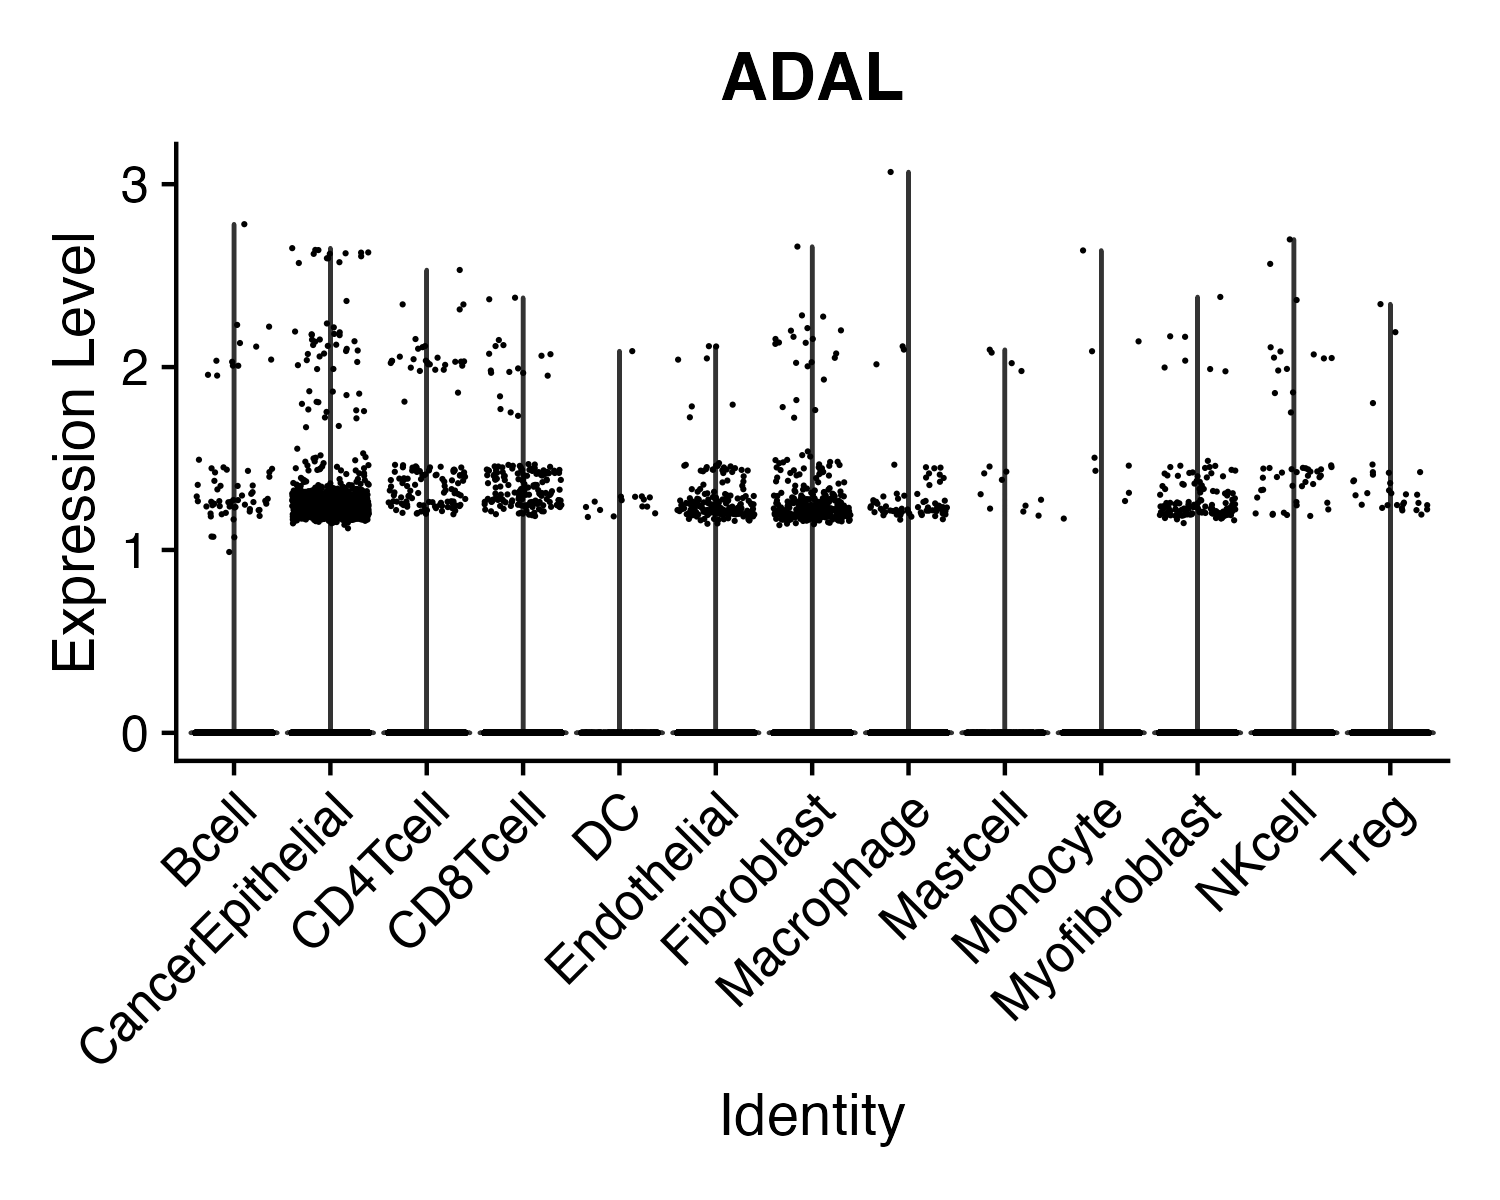 ADAL
Expression Level
3
2
1
0
Bcell
CancerEpithelial
CD4Tcell
CD8Tcell
DC
Endothelial
Fibroblast
Macrophage
Mastcell
Monocyte
Myofibroblast
NKcell
Treg
Identity